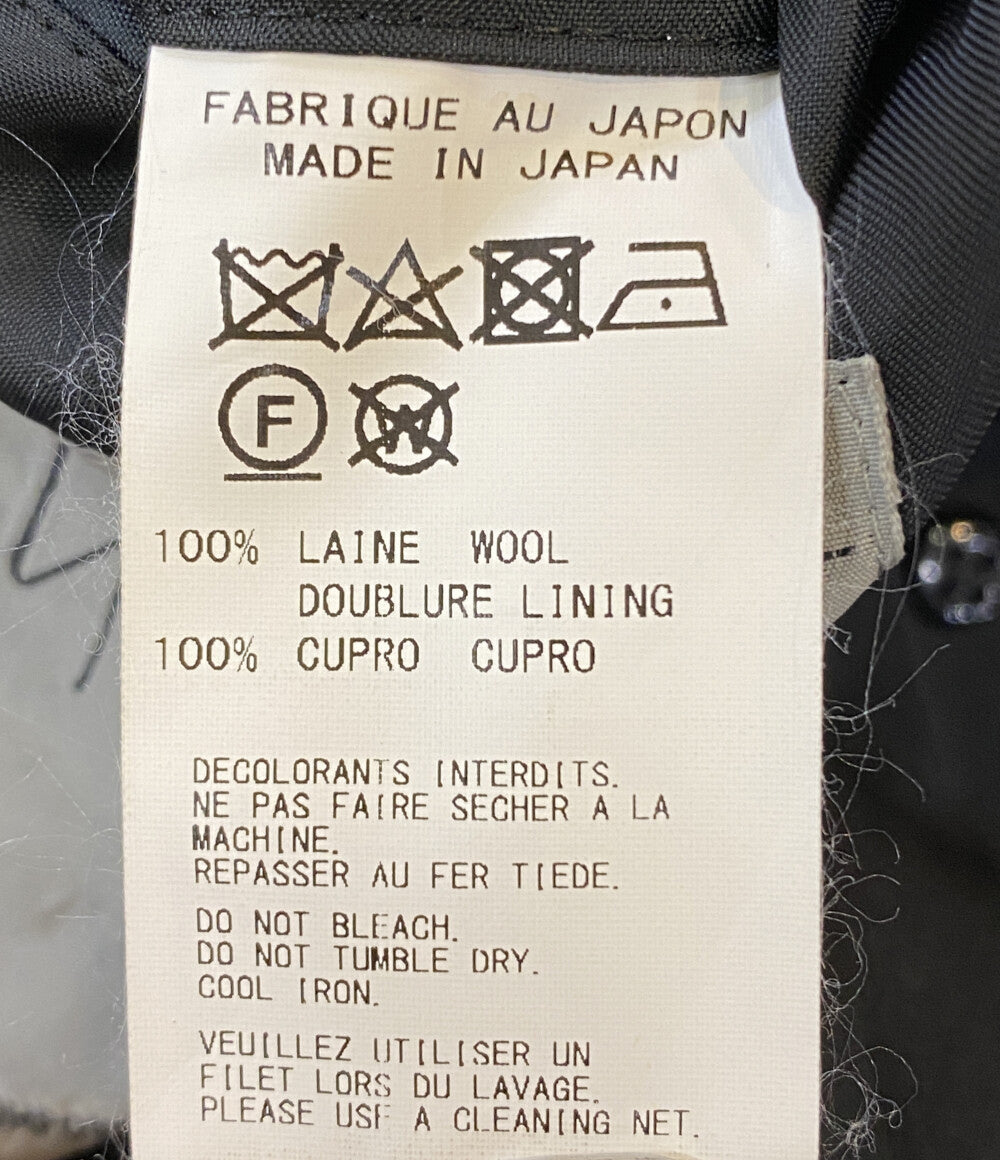 FABRIQUE AU JAPON
MADE IN JAPAN
F W
100% LAINE WOOL
DOUBLURE LINING
100% CUPRO CUPRO
DECOLORANTS INTERDITS.
NE PAS FAIRE SECHER A LA
MACHINE.
REPASSER AU FER TIEDE.
DO NOT BLEACH.
DO NOT TUMBLE DRY.
COOL IRON.
VEUILLEZ UTILISER UN
FILET LORS DU LAVAGE.
PLEASE USE A CLEANING NET.